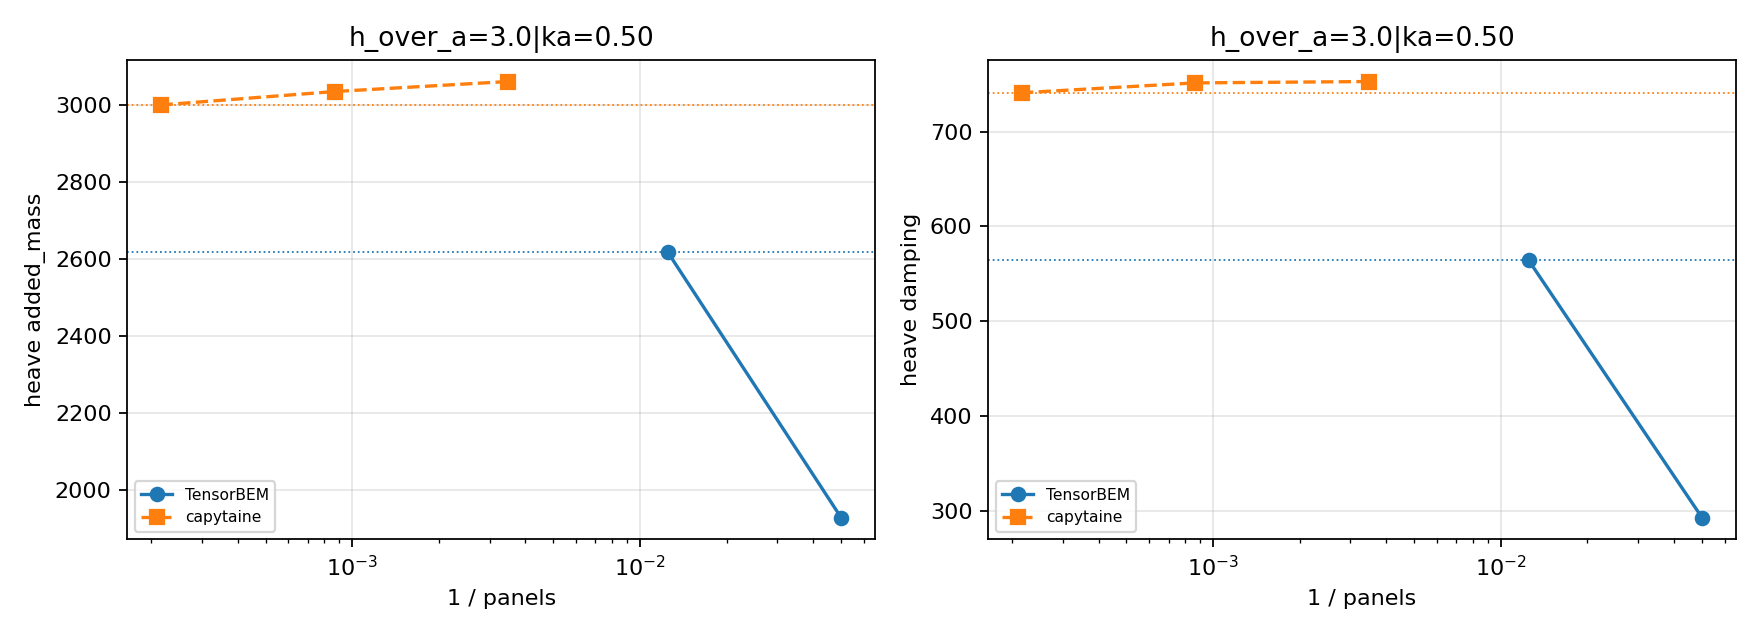 h_over_a=3.0|ka=0.50
heave added_mass
3000
2800
2600
2400
2200
2000
TensorBEM
capytaine
10⁻³
10⁻²
1 / panels
h_over_a=3.0|ka=0.50
heave damping
700
600
500
400
300
TensorBEM
capytaine
10⁻³
10⁻²
1 / panels